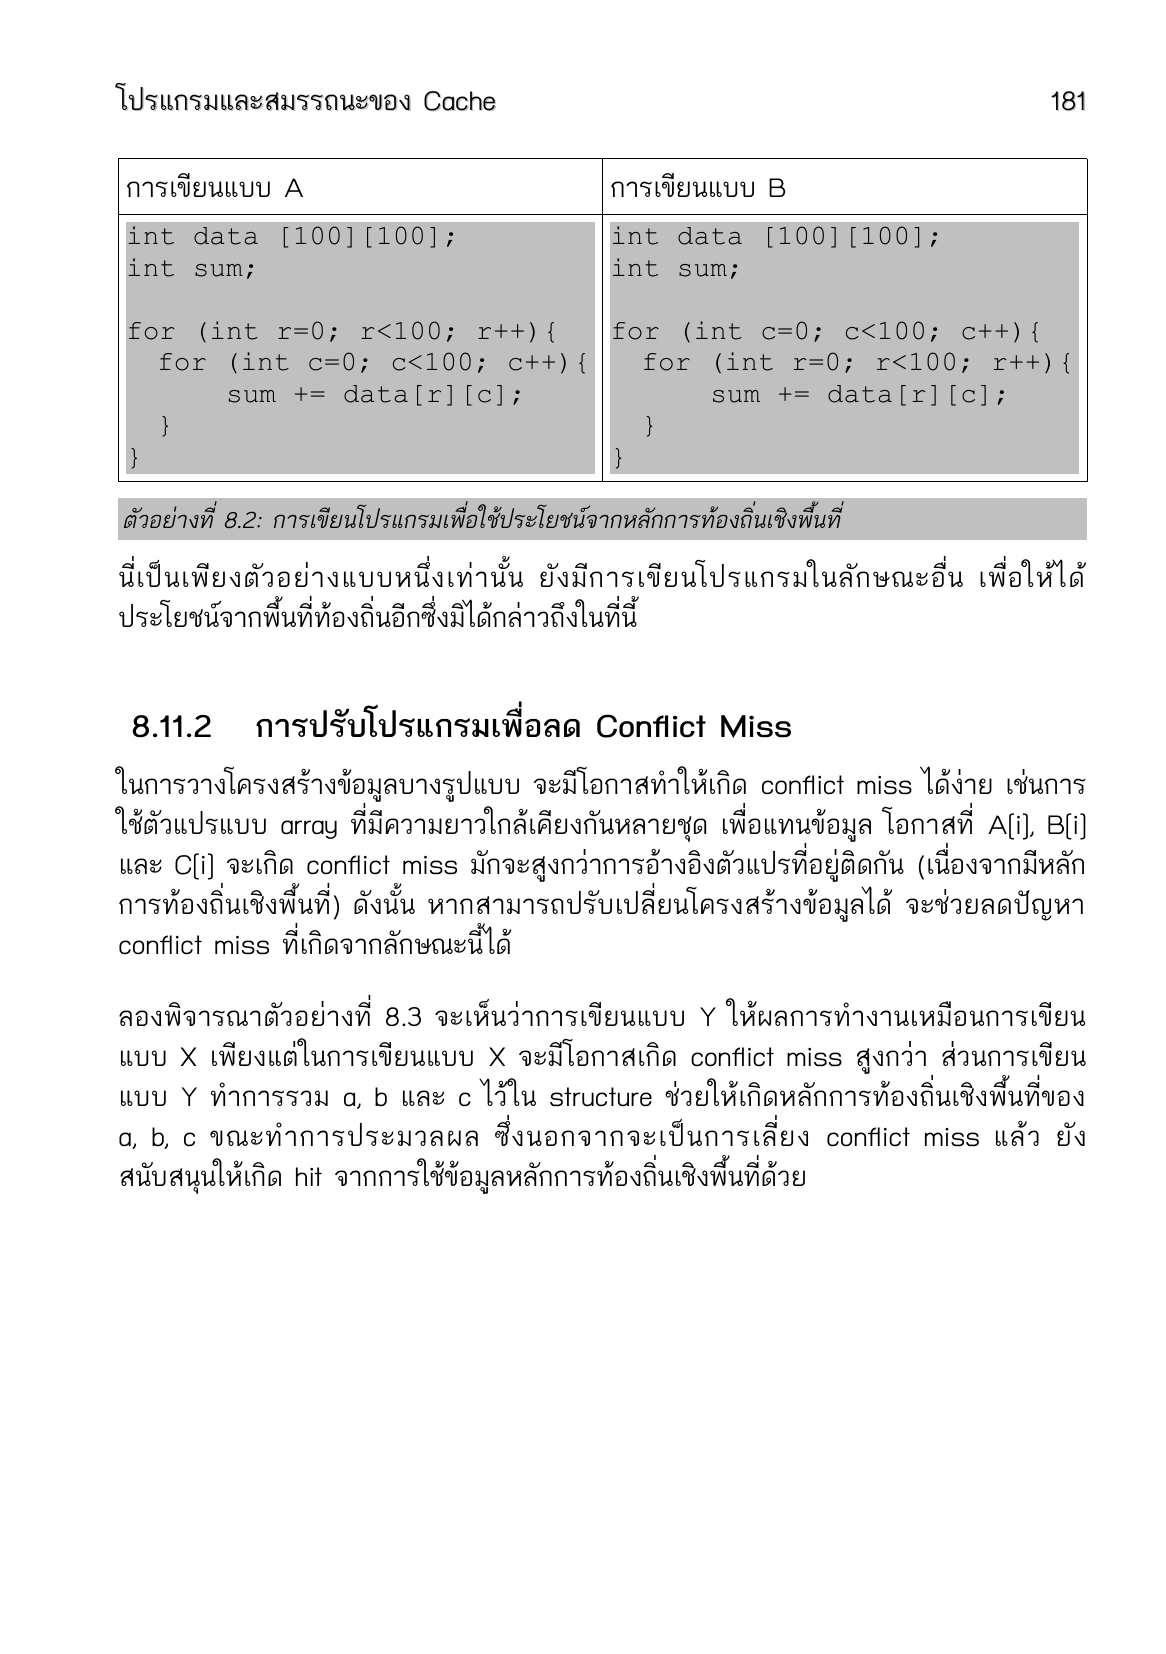 โปรแกรมและสมรรถนะของ Cache 181
การเขียนแบบ A
int data [100][100];
int sum;
for (int r=0; r<100; r++){
for (int c=0; c<100; c++){
sum += data[r][c];
}
}
การเขียนแบบ B
int data [100][100];
int sum;
for (int c=0; c<100; c++){
for (int r=0; r<100; r++){
sum += data[r][c];
}
}
ตัวอย่างที่ 8.2: การเขียนโปรแกรมเพื่อใช้ประโยชน์จากหลักการท้องถิ่นเชิงพื้นที่
นี่เป็นเพียงตัวอย่างแบบหนึ่งเท่านั้น ยังมีการเขียนโปรแกรมในลักษณะอื่น เพื่อให้ได้
ประโยชน์จากพื้นที่ท้องถิ่นอีกซึ่งมิได้กล่าวถึงในที่นี้
8.11.2 การปรับโปรแกรมเพื่อลด Conflict Miss
ในการวางโครงสร้างข้อมูลบางรูปแบบ จะมีโอกาสทำให้เกิด conflict miss ได้ง่าย เช่นการ
ใช้ตัวแปรแบบ array ที่มีความยาวใกล้เคียงกันหลายชุด เพื่อแทนข้อมูล โอกาสที่ A[i], B[i]
และ C[i] จะเกิด conflict miss มักจะสูงกว่าการอ้างอิงตัวแปรที่อยู่ติดกัน (เนื่องจากมีหลัก
การท้องถิ่นเชิงพื้นที่) ดังนั้น หากสามารถปรับเปลี่ยนโครงสร้างข้อมูลได้ จะช่วยลดปัญหา
conflict miss ที่เกิดจากลักษณะนี้ได้
ลองพิจารณาตัวอย่างที่ 8.3 จะเห็นว่าการเขียนแบบ Y ให้ผลการทำงานเหมือนการเขียน
แบบ X เพียงแต่ในการเขียนแบบ X จะมีโอกาสเกิด conflict miss สูงกว่า ส่วนการเขียน
แบบ Y ทำการรวม a, b และ c ไว้ใน structure ช่วยให้เกิดหลักการท้องถิ่นเชิงพื้นที่ของ
a, b, c ขณะทำการประมวลผล ซึ่งนอกจากจะเป็นการเลี่ยง conflict miss แล้ว ยัง
สนับสนุนให้เกิด hit จากการใช้ข้อมูลหลักการท้องถิ่นเชิงพื้นที่ด้วย